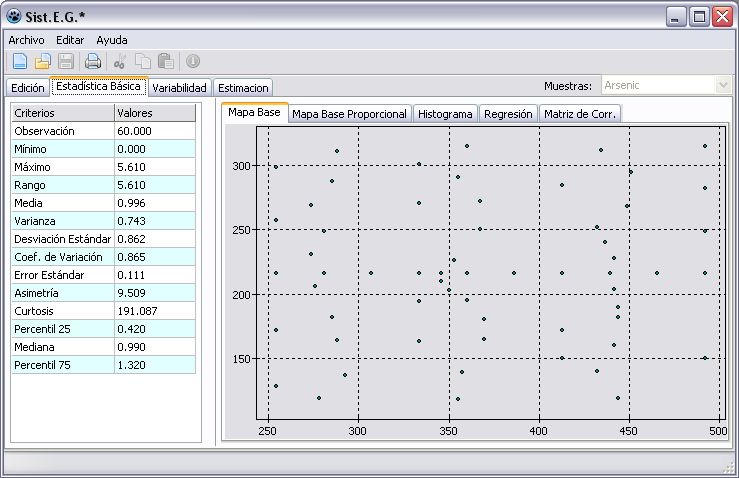 Sist.E.G.*
Archivo Editar Ayuda
Edición Estadística Básica Variabilidad Estimacion Muestras: Arsenic
Criterios Valores
Observación 60.000
Mínimo 0.000
Máximo 5.610
Rango 5.610
Media 0.996
Varianza 0.743
Desviación Estándar 0.862
Coef. de Variación 0.865
Error Estándar 0.111
Asimetría 9.509
Curtosis 191.087
Percentil 25 0.420
Mediana 0.990
Percentil 75 1.320
Mapa Base Mapa Base Proporcional Histograma Regresión Matriz de Corr.
300
250
200
150
250 300 350 400 450 500